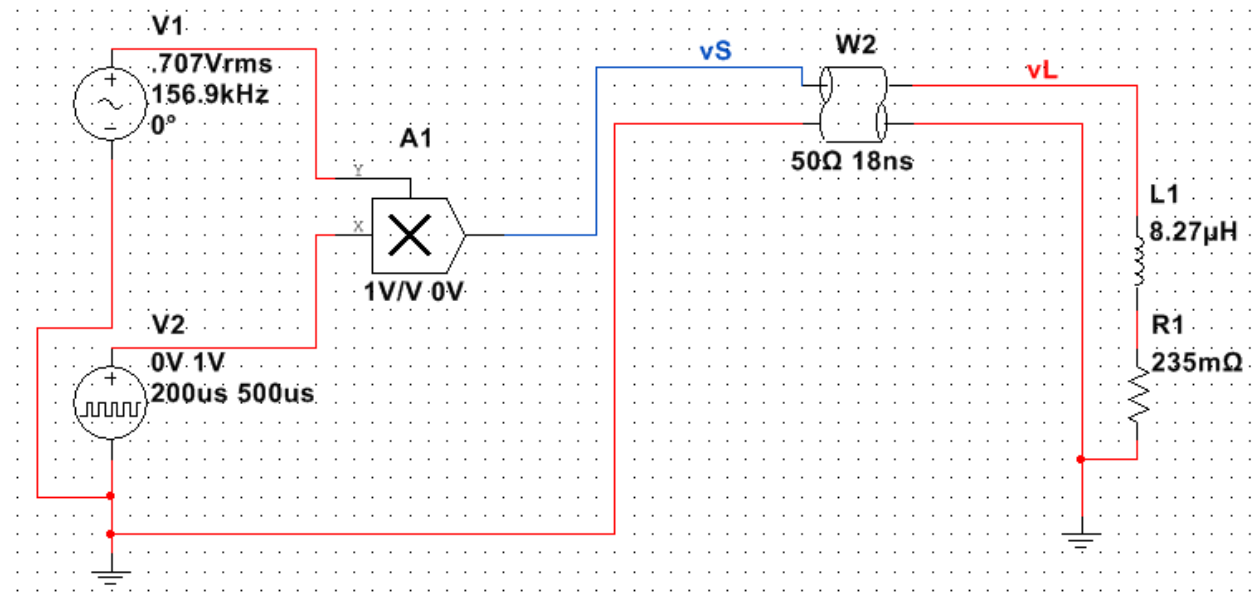 V1
.707Vrms
156.9kHz
0°
A1
Y
X
1V/V 0V
V2
0V 1V
200us 500us
vS
W2
50Ω 18ns
vL
L1
8.27µH
R1
235mΩ